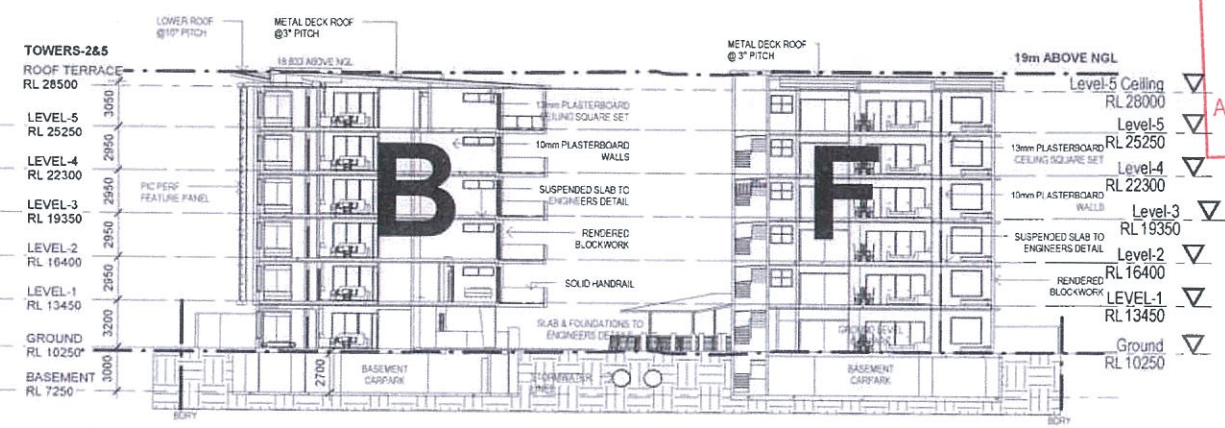 LOWER ROOF
@10° PITCH
METAL DECK ROOF
@3° PITCH
TOWERS-2&5
ROOF TERRACE
RL 28500
3050
LEVEL-5
RL 25250
2950
LEVEL-4
RL 22300
2950
LEVEL-3
RL 19350
2950
LEVEL-2
RL 16400
2950
LEVEL-1
RL 13450
3200
GROUND
RL 10250
3000
BASEMENT
RL 7250
PIC PERF
FEATURE PANEL
B
13mm PLASTERBOARD
CEILING SQUARE SET
10mm PLASTERBOARD
WALLS
SUSPENDED SLAB TO
ENGINEERS DETAIL
RENDERED
BLOCKWORK
SOLID HANDRAIL
SLAB & FOUNDATIONS TO
ENGINEERS DETAIL
STORMWATER
2700
BASEMENT
CARPARK
BDRY
METAL DECK ROOF
@ 3° PITCH
F
GROUND LEVEL
BASEMENT
CARPARK
BDRY
19m ABOVE NGL
Level-5 Ceiling
RL 28000
Level-5
RL 25250
13mm PLASTERBOARD
CEILING SQUARE SET
Level-4
RL 22300
10mm PLASTERBOARD
WALLS
Level-3
RL 19350
SUSPENDED SLAB TO
ENGINEERS DETAIL
Level-2
RL 16400
RENDERED
BLOCKWORK
LEVEL-1
RL 13450
Ground
RL 10250
A